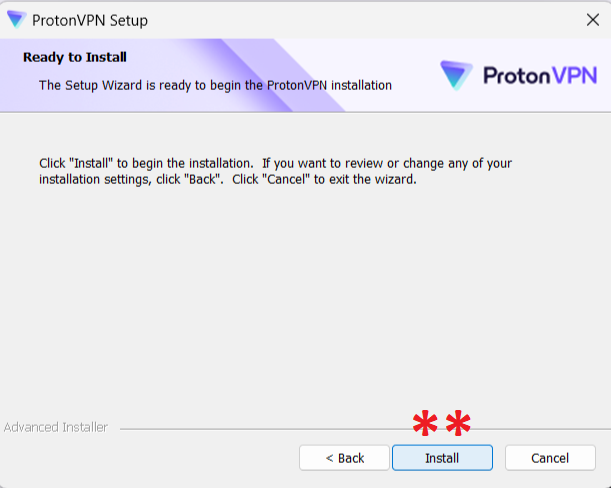 ProtonVPN Setup
Ready to Install
The Setup Wizard is ready to begin the ProtonVPN installation
ProtonVPN
Click "Install" to begin the installation.  If you want to review or change any of your
installation settings, click "Back".  Click "Cancel" to exit the wizard.
**
Advanced Installer
< Back
Install
Cancel